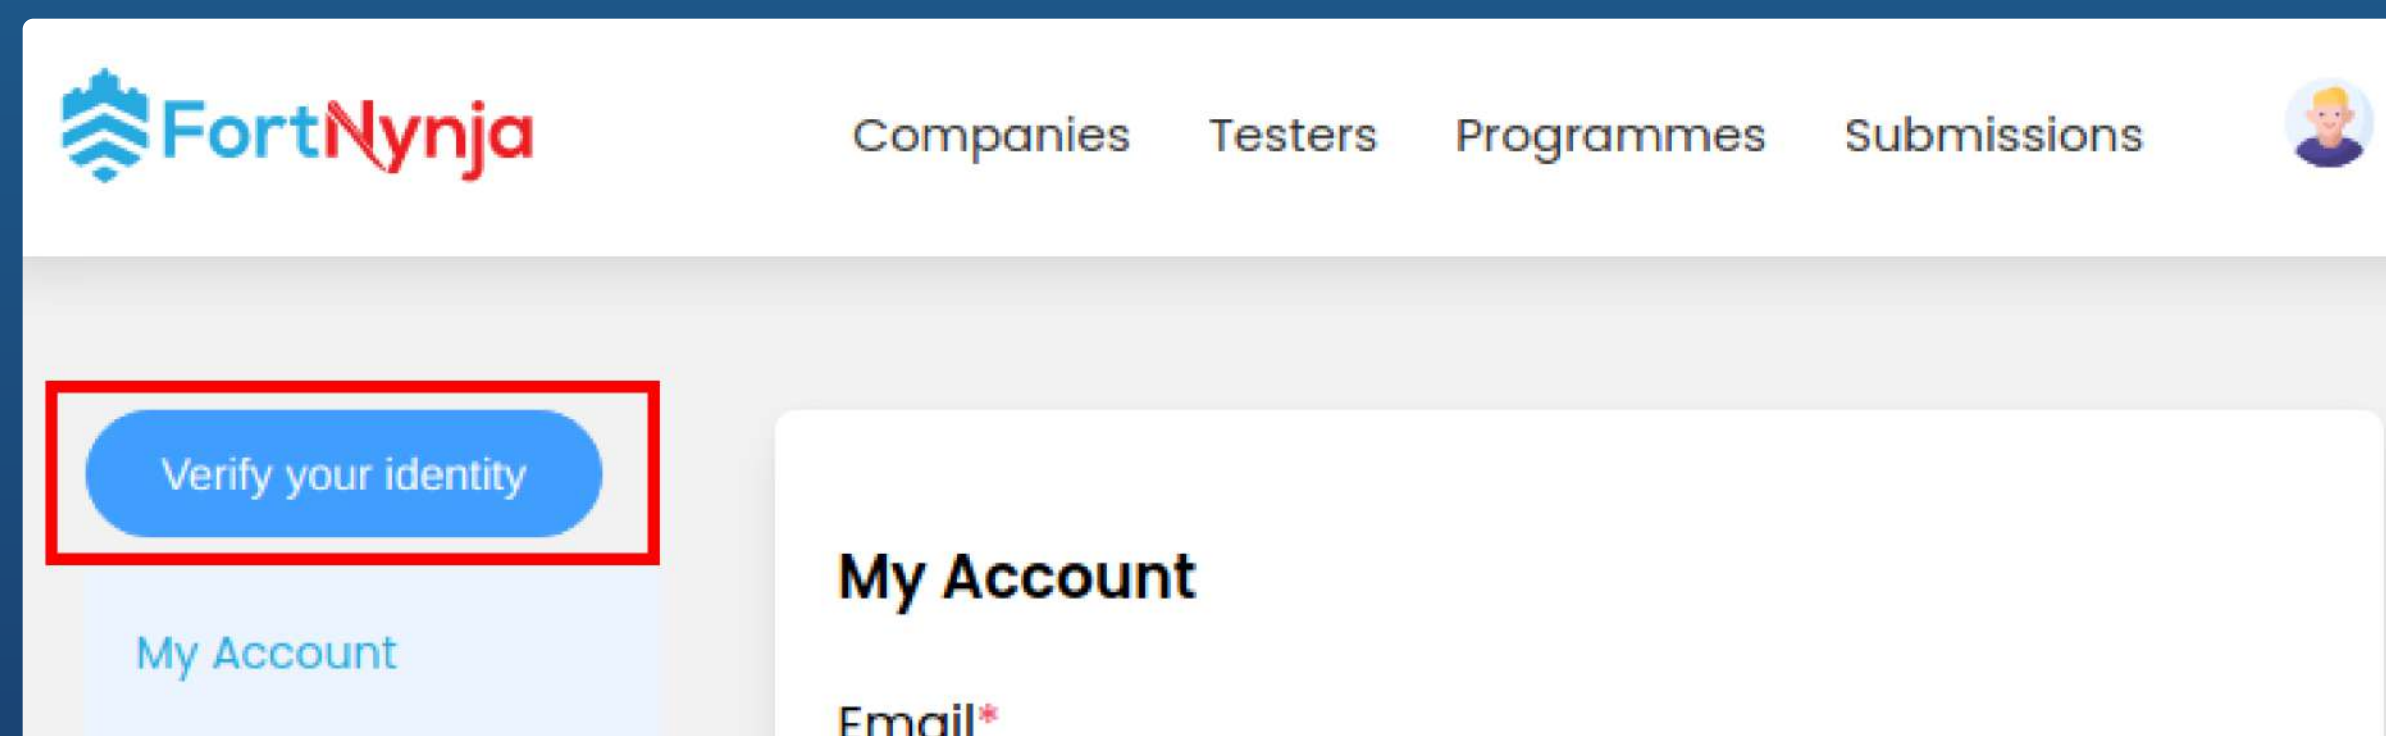 FortNynja
Companies Testers Programmes Submissions
Verify your identity
My Account
My Account
Email*